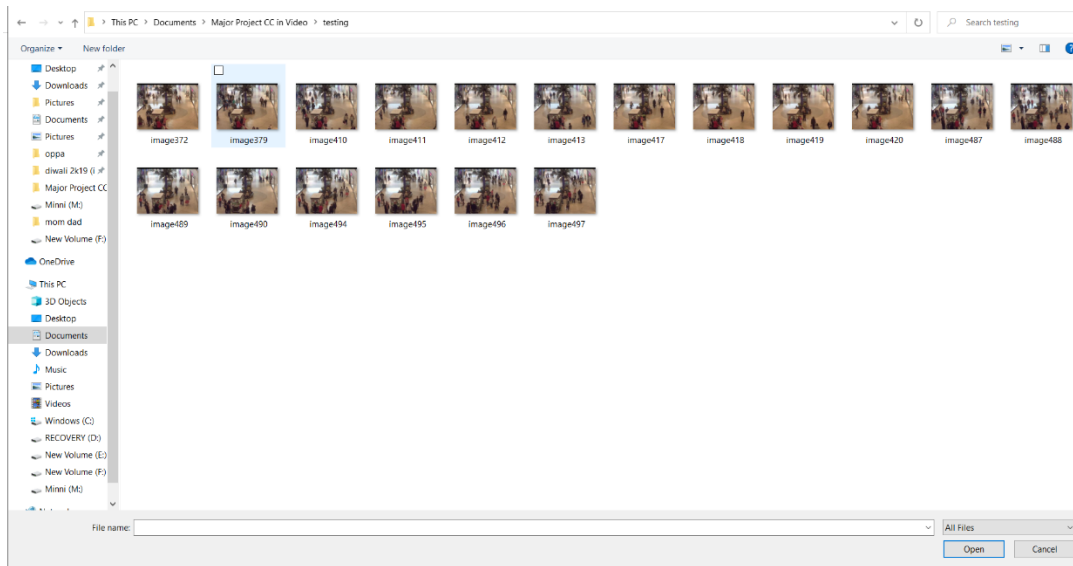 This PC > Documents > Major Project CC in Video > testing
Search testing
Organize
New folder
Desktop
Downloads
Pictures
Documents
Pictures
oppa
diwali 2k19 (i
Major Project CC
Minni (M:)
mom dad
New Volume (F:)
OneDrive
This PC
3D Objects
Desktop
Documents
Downloads
Music
Pictures
Videos
Windows (C:)
RECOVERY (D:)
New Volume (E:)
New Volume (F:)
Minni (M:)
image372 image379 image410 image411 image412 image413 image417 image418 image419 image420 image487 image488
image489 image490 image494 image495 image496 image497
File name:
All Files
Open Cancel